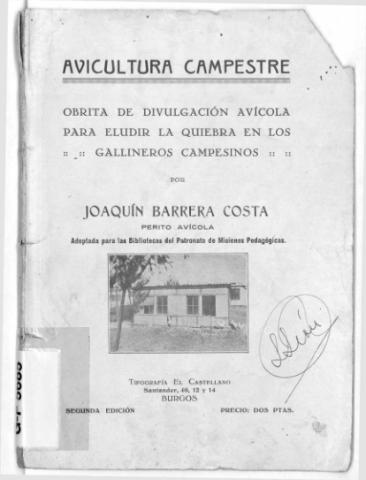 AVICULTURA CAMPESTRE
OBRITA DE DIVULGACIÓN AVÍCOLA
PARA ELUDIR LA QUIEBRA EN LOS
:: :: GALLINEROS CAMPESINOS :: ::
POR
JOAQUÍN BARRERA COSTA
PERITO AVÍCOLA
Adoptada para las Bibliotecas del Patronato de Misiones Pedagógicas.
TIPOGRAFÍA EL CASTELLANO
Santander, 46, 12 y 14
BURGOS
SEGUNDA EDICIÓN PRECIO: DOS PTAS.